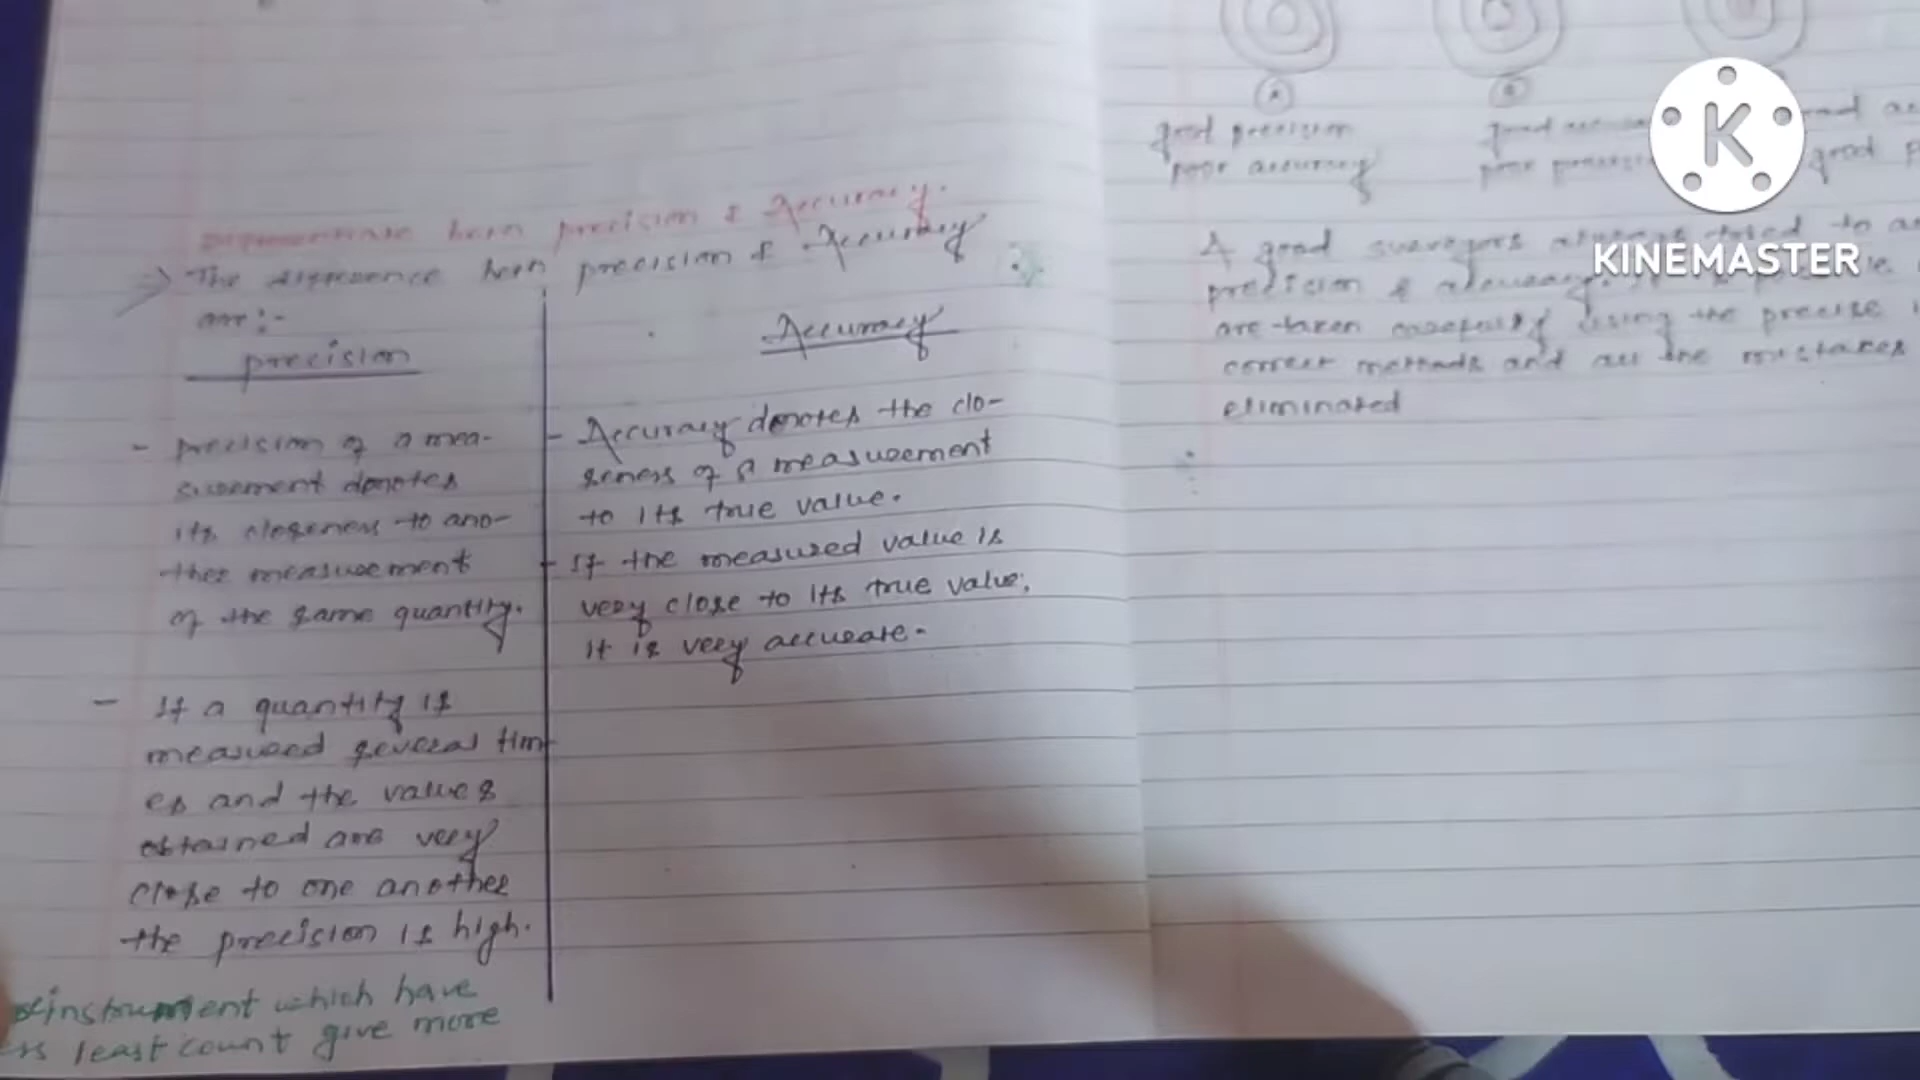 Differentiate betn precision & Accuracy.
⇒ The difference betn precision & Accuracy
are:-
precision
- precision of a mea-
surement denotes
its closeness to ano-
ther measurement
of the same quantity.
- If a quantity is
measured several tim
es and the values
obtained are very
close to one another
the precision is high.
instrument which have
least count give more
Accuracy
- Accuracy denotes the clo-
seness of a measurement
to its true value.
- If the measured value is
very close to its true value,
it is very accurate.
A
good precision
poor accuracy
B
good
poor
good
A good surveyors
precision &
are taken carefully using the precise
correct methods and all the mistakes
eliminated
K
KINEMASTER